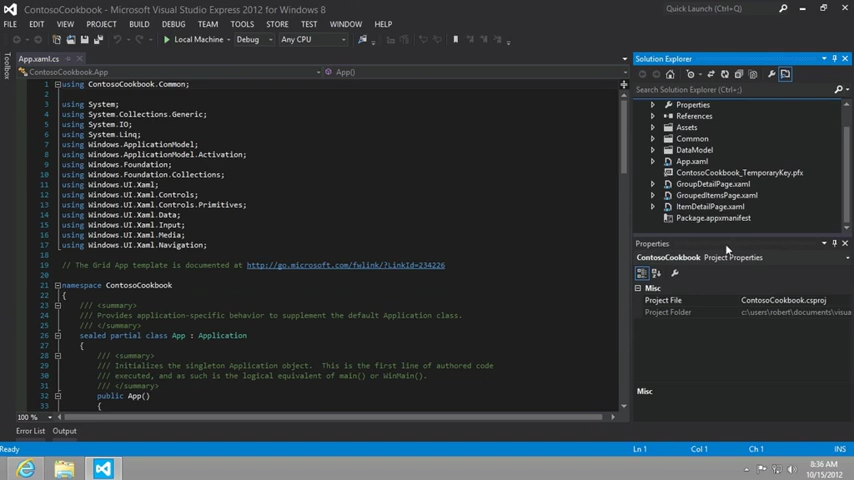 ContosoCookbook - Microsoft Visual Studio Express 2012 for Windows 8
Quick Launch (Ctrl+Q)
FILE EDIT VIEW PROJECT BUILD DEBUG TEAM TOOLS STORE TEST WINDOW HELP
Local Machine Debug Any CPU
Toolbox
App.xaml.cs
ContosoCookbook.App
App()
1 using ContosoCookbook.Common;
2
3 using System;
4 using System.Collections.Generic;
5 using System.IO;
6 using System.Linq;
7 using Windows.ApplicationModel;
8 using Windows.ApplicationModel.Activation;
9 using Windows.Foundation;
10 using Windows.Foundation.Collections;
11 using Windows.UI.Xaml;
12 using Windows.UI.Xaml.Controls;
13 using Windows.UI.Xaml.Controls.Primitives;
14 using Windows.UI.Xaml.Data;
15 using Windows.UI.Xaml.Input;
16 using Windows.UI.Xaml.Media;
17 using Windows.UI.Xaml.Navigation;
18
19 // The Grid App template is documented at http://go.microsoft.com/fwlink/?LinkId=234226
20
21 namespace ContosoCookbook
22 {
23 /// <summary>
24 /// Provides application-specific behavior to supplement the default Application class.
25 /// </summary>
26 sealed partial class App : Application
27 {
28 /// <summary>
29 /// Initializes the singleton Application object.  This is the first line of authored code
30 /// executed, and as such is the logical equivalent of main() or WinMain().
31 /// </summary>
32 public App()
33 {
100 %
Solution Explorer
Search Solution Explorer (Ctrl+;)
Properties
References
Assets
Common
DataModel
App.xaml
ContosoCookbook_TemporaryKey.pfx
GroupDetailPage.xaml
GroupedItemsPage.xaml
ItemDetailPage.xaml
Package.appxmanifest
Properties
ContosoCookbook Project Properties
Misc
Project File ContosoCookbook.csproj
Project Folder c:\users\robert\documents\visua
Misc
Error List Output
Ready Ln 1 Col 1 Ch 1 INS
8:36 AM
10/15/2012